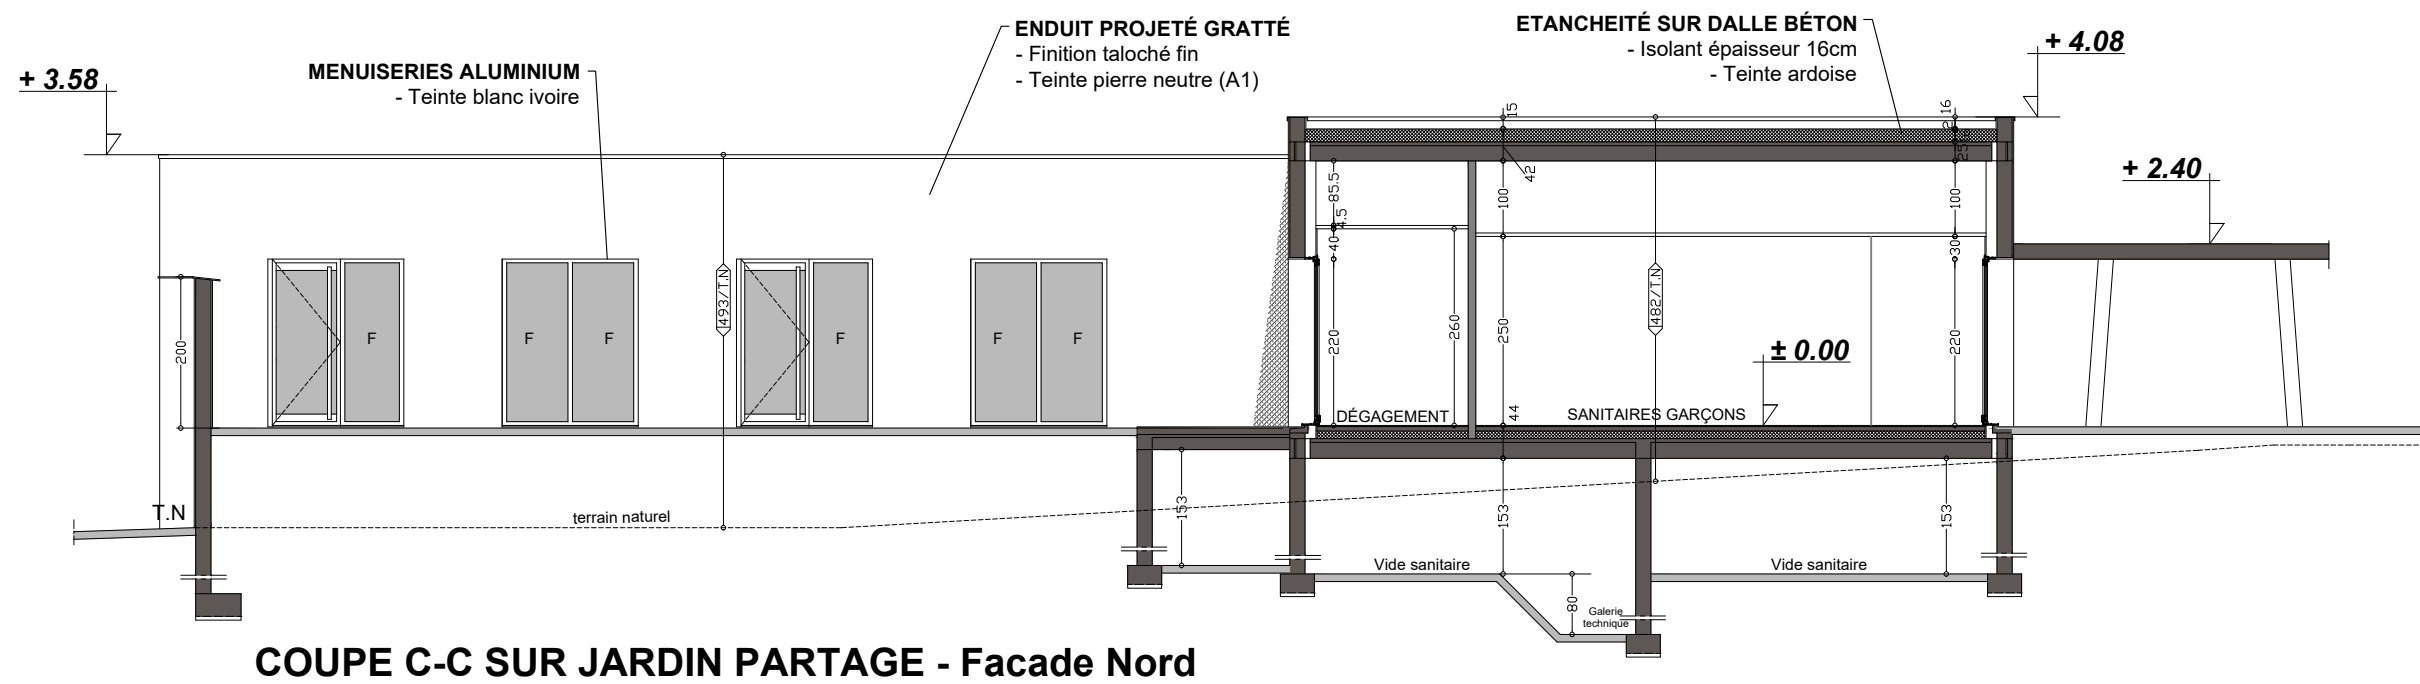 ENDUIT PROJETÉ GRATTÉ
- Finition taloché fin
- Teinte pierre neutre (A1)
ETANCHEITÉ SUR DALLE BÉTON
- Isolant épaisseur 16cm
- Teinte ardoise
+ 4.08
+ 3.58
MENUISERIES ALUMINIUM
- Teinte blanc ivoire
+ 2.40
15
16
2
42
85.5
4.5
40
100
100
30
200
F
F
F
F
F
F
493/T.N
220
260
250
482/T.N
220
± 0.00
44
DÉGAGEMENT
SANITAIRES GARÇONS
T.N
terrain naturel
153
153
153
Vide sanitaire
Vide sanitaire
80
Galerie
technique
COUPE C-C SUR JARDIN PARTAGE - Facade Nord